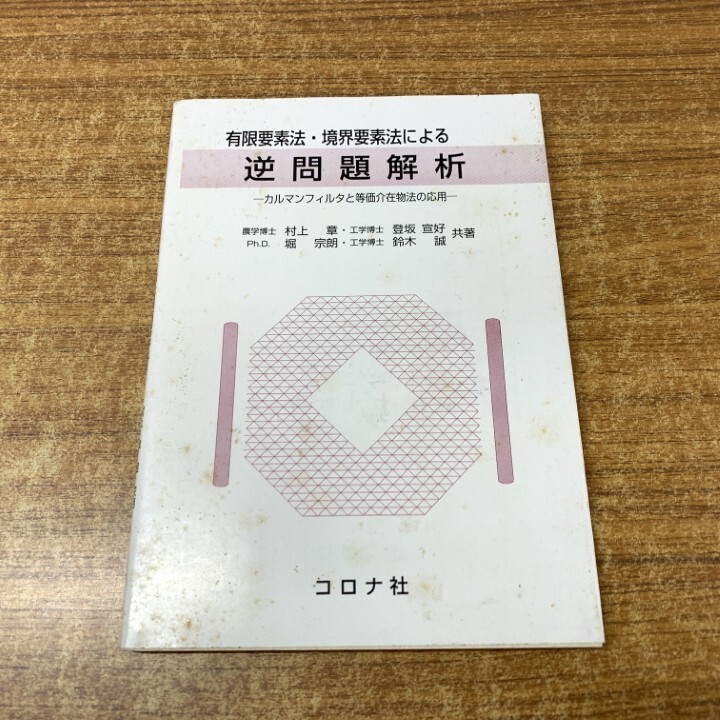 有限要素法・境界要素法による
逆問題解析
―カルマンフィルタと等価介在物法の応用―
農学博士 村上 章・工学博士 登坂 宣好
Ph.D. 堀 宗朗・工学博士 鈴木 誠 共著
コロナ社